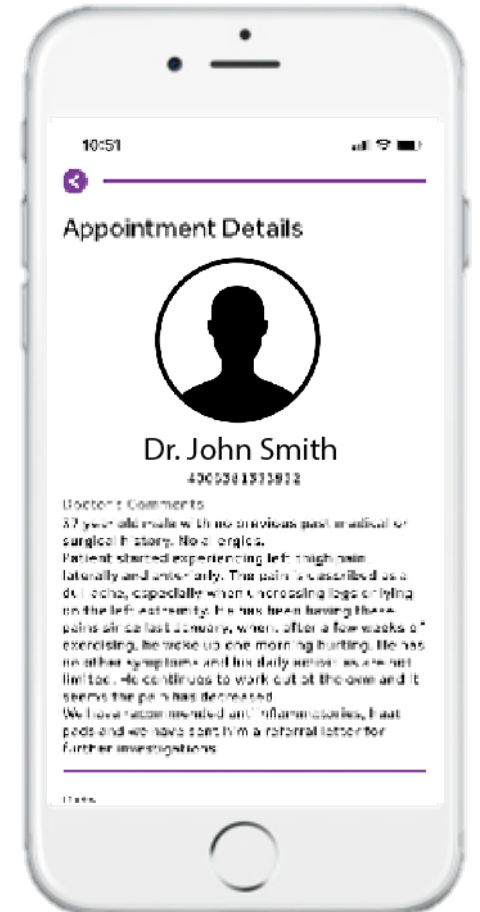 10:51
Appointment Details
Dr. John Smith
Doctor's Comments
37 year old male with no previous past medical or
surgical history. No allergies.
Patient started experiencing left thigh pain,
laterally and anteriorly. The pain is described as a
dull ache, especially when uncrossing legs or lying
on the left extremity. He has been having these
pains since last January, when, after a few weeks of
exercising, he woke up one morning hurting. He has
no other symptoms and his daily activities are not
limited. He continues to work out at the gym and it
seems the pain has decreased
We have recommended anti inflammatories, heat
pads and we have sent him a referral letter for
further investigations
Date